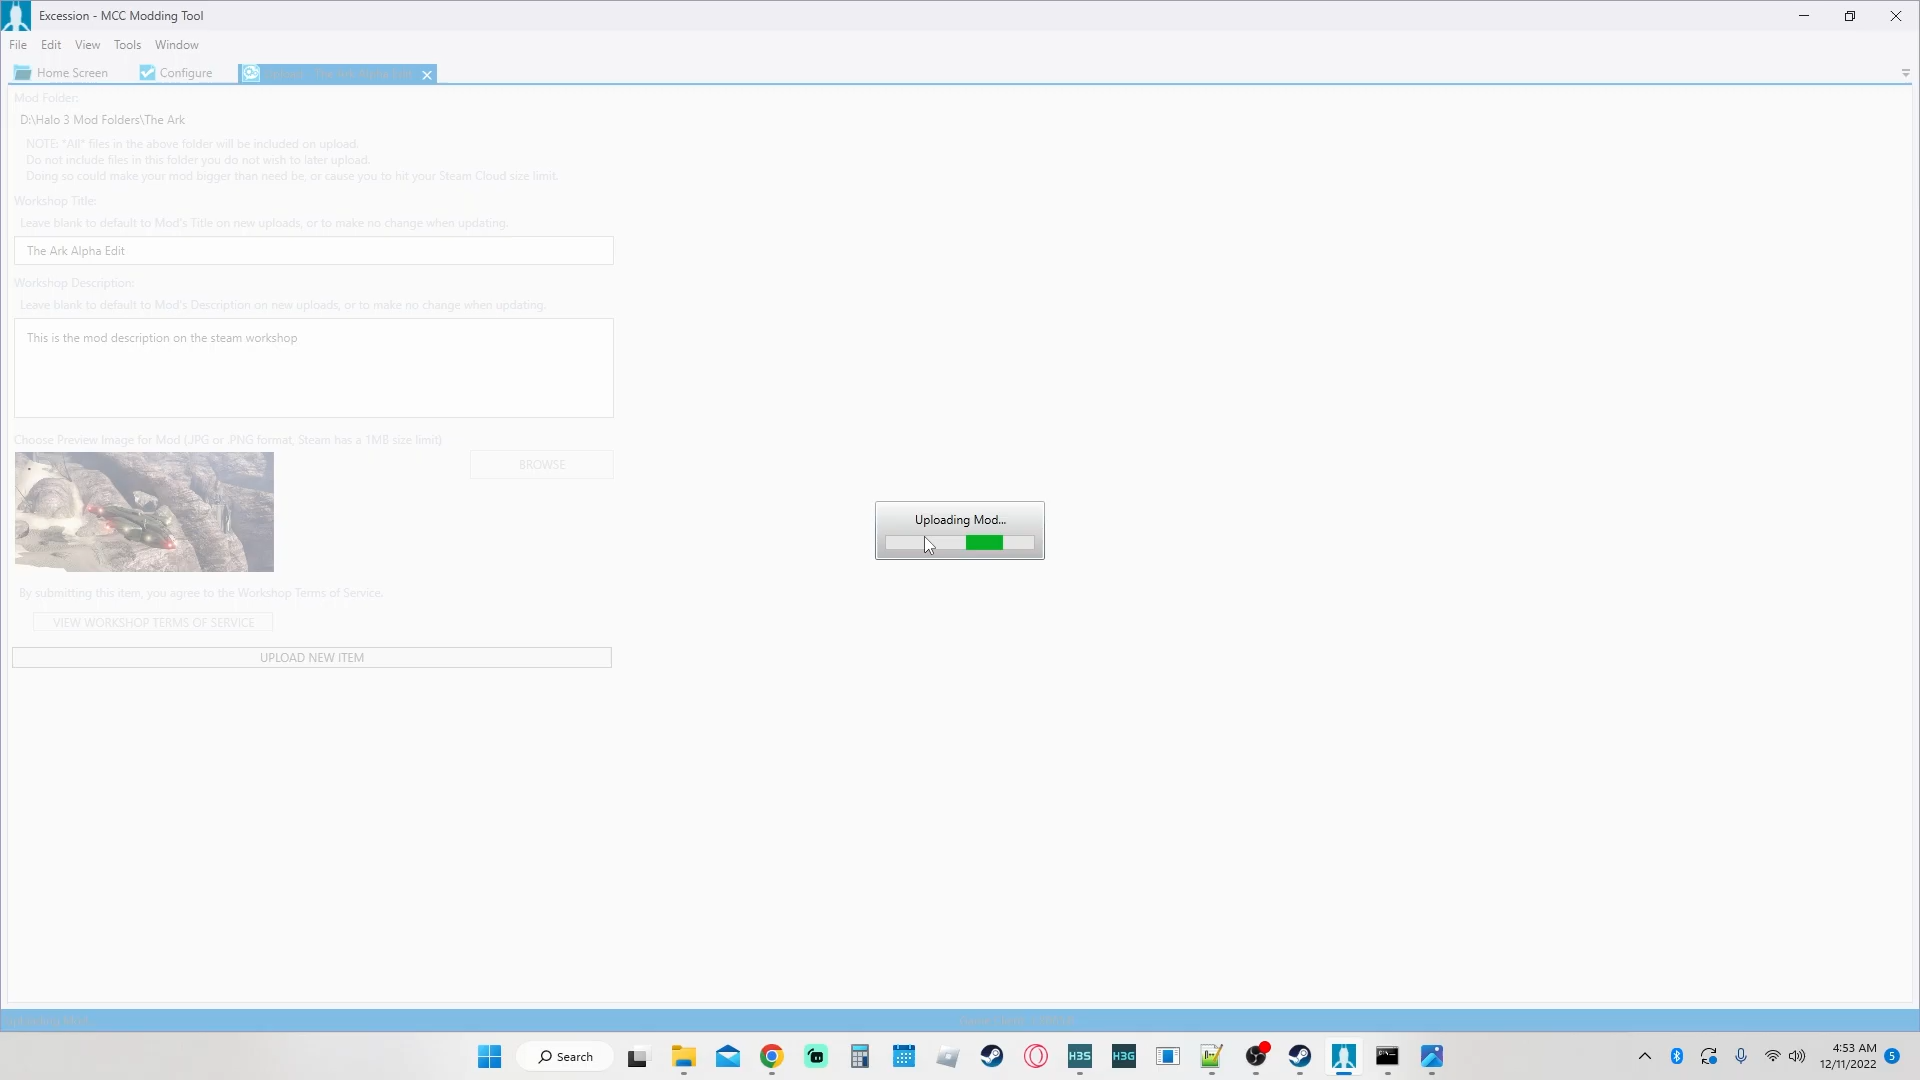 Excession - MCC Modding Tool
File Edit View Tools Window
Home Screen Configure
Mod Folder:
D:\Halo 3 Mod Folders\The Ark
NOTE: *All* files in the above folder will be included on upload.
Do not include files in this folder you do not wish to later upload.
Doing so could make your mod bigger than need be, or cause you to hit your Steam Cloud size limit.
Workshop Title:
Leave blank to default to Mod's Title on new uploads, or to make no change when updating.
The Ark Alpha Edit
Workshop Description:
Leave blank to default to Mod's Description on new uploads, or to make no change when updating.
This is the mod description on the steam workshop
Choose Preview Image for Mod (.JPG or .PNG format, Steam has a 1MB size limit)
BROWSE
Uploading Mod...
By submitting this item, you agree to the Workshop Terms of Service.
VIEW WORKSHOP TERMS OF SERVICE
UPLOAD NEW ITEM
Search
H3S
H3G
4:53 AM
12/11/2022
5